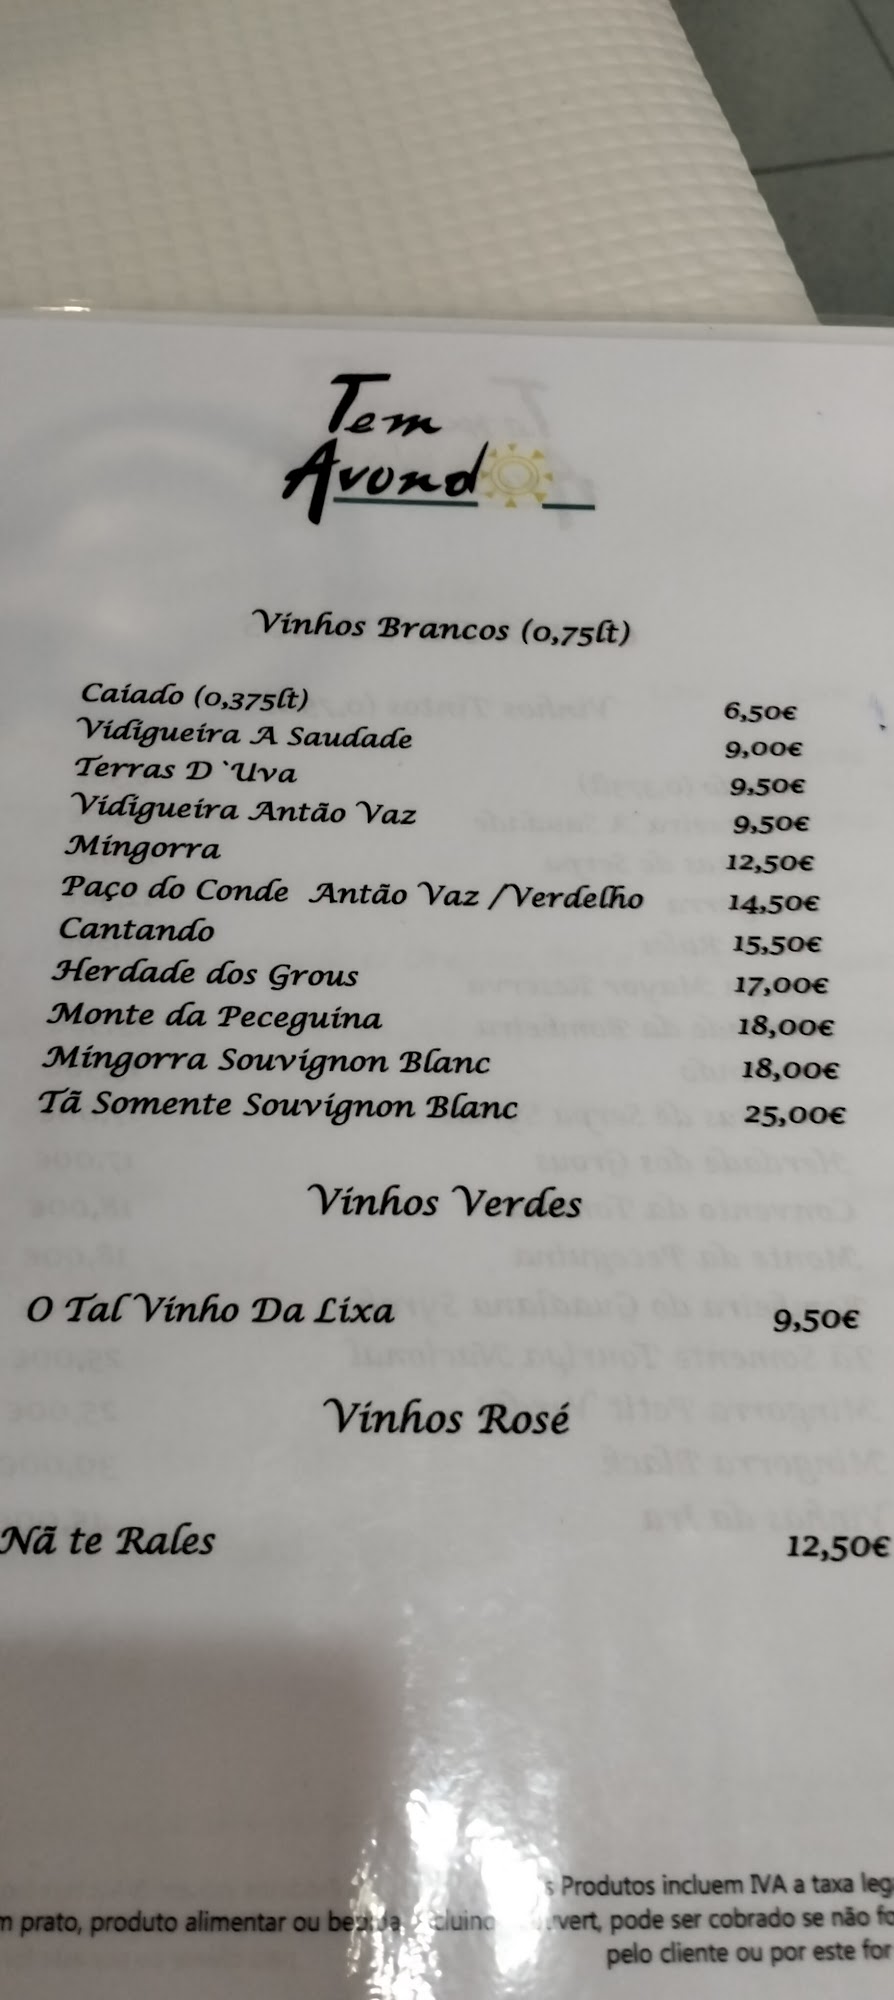 Tem
Avondo
Vinhos Brancos (0,75lt)
Caiado (0,375lt) 6,50€
Vidigueira A Saudade 9,00€
Terras D`Uva 9,50€
Vidigueira Antão Vaz 9,50€
Mingorra 12,50€
Paço do Conde Antão Vaz /Verdelho 14,50€
Cantando 15,50€
Herdade dos Grous 17,00€
Monte da Peceguina 18,00€
Mingorra Souvignon Blanc 18,00€
Tã Somente Souvignon Blanc 25,00€
Vinhos Verdes
O Tal Vinho Da Lixa 9,50€
Vinhos Rosé
Nã te Rales 12,50€
s Produtos incluem IVA a taxa leg
m prato, produto alimentar ou pode ser cobrado se não fo
pelo cliente ou por este for